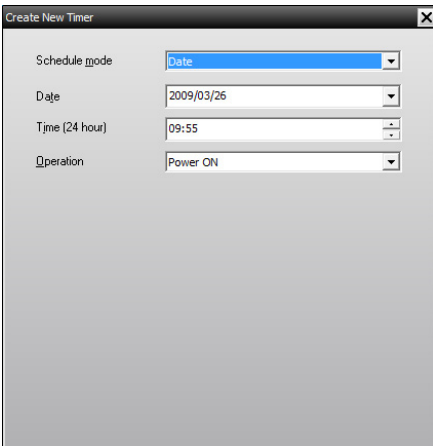 Create New Timer
Schedule mode Date
Date 2009/03/26
Time (24 hour) 09:55
Operation Power ON